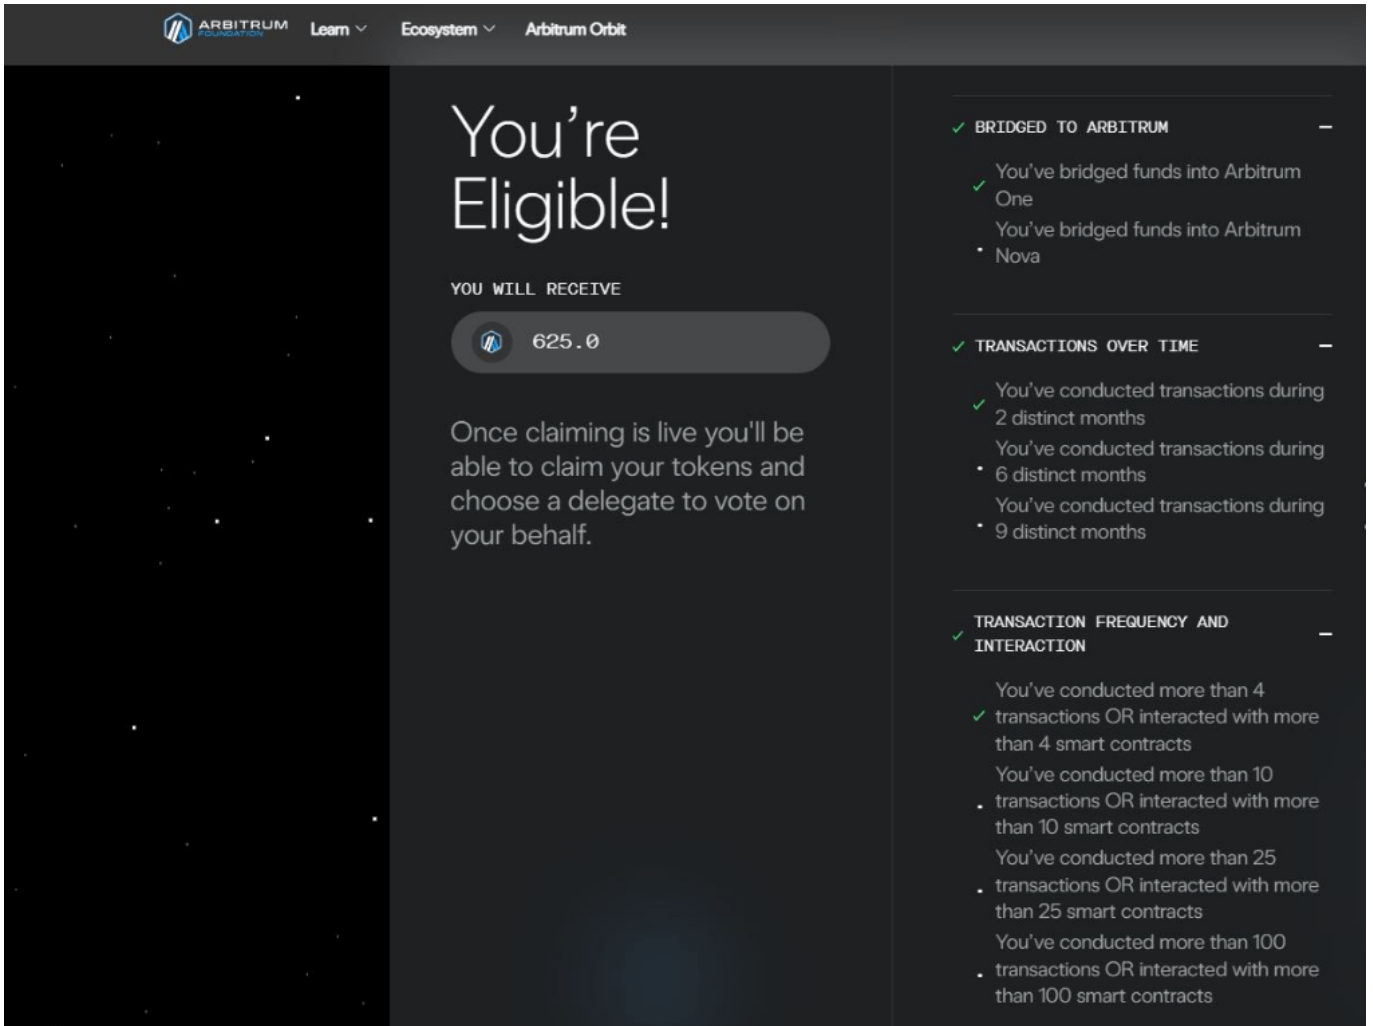 ARBITRUM
FOUNDATION
Learn
Ecosystem
Arbitrum Orbit
You’re
Eligible!
YOU WILL RECEIVE
625.0
Once claiming is live you'll be
able to claim your tokens and
choose a delegate to vote on
your behalf.
BRIDGED TO ARBITRUM
You’ve bridged funds into Arbitrum
One
You’ve bridged funds into Arbitrum
Nova
TRANSACTIONS OVER TIME
You’ve conducted transactions during
2 distinct months
You’ve conducted transactions during
6 distinct months
You’ve conducted transactions during
9 distinct months
TRANSACTION FREQUENCY AND
INTERACTION
You’ve conducted more than 4
transactions OR interacted with more
than 4 smart contracts
You’ve conducted more than 10
transactions OR interacted with more
than 10 smart contracts
You’ve conducted more than 25
transactions OR interacted with more
than 25 smart contracts
You’ve conducted more than 100
transactions OR interacted with more
than 100 smart contracts